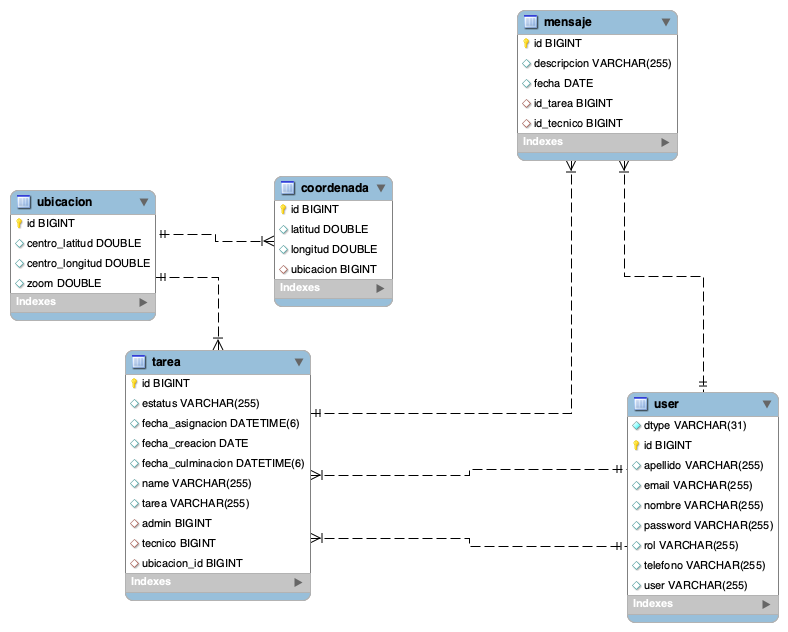 mensaje
id BIGINT
descripcion VARCHAR(255)
fecha DATE
id_tarea BIGINT
id_tecnico BIGINT
Indexes
ubicacion
id BIGINT
centro_latitud DOUBLE
centro_longitud DOUBLE
zoom DOUBLE
Indexes
coordenada
id BIGINT
latitud DOUBLE
longitud DOUBLE
ubicacion BIGINT
Indexes
tarea
id BIGINT
estatus VARCHAR(255)
fecha_asignacion DATETIME(6)
fecha_creacion DATE
fecha_culminacion DATETIME(6)
name VARCHAR(255)
tarea VARCHAR(255)
admin BIGINT
tecnico BIGINT
ubicacion_id BIGINT
Indexes
user
dtype VARCHAR(31)
id BIGINT
apellido VARCHAR(255)
email VARCHAR(255)
nombre VARCHAR(255)
password VARCHAR(255)
rol VARCHAR(255)
telefono VARCHAR(255)
user VARCHAR(255)
Indexes